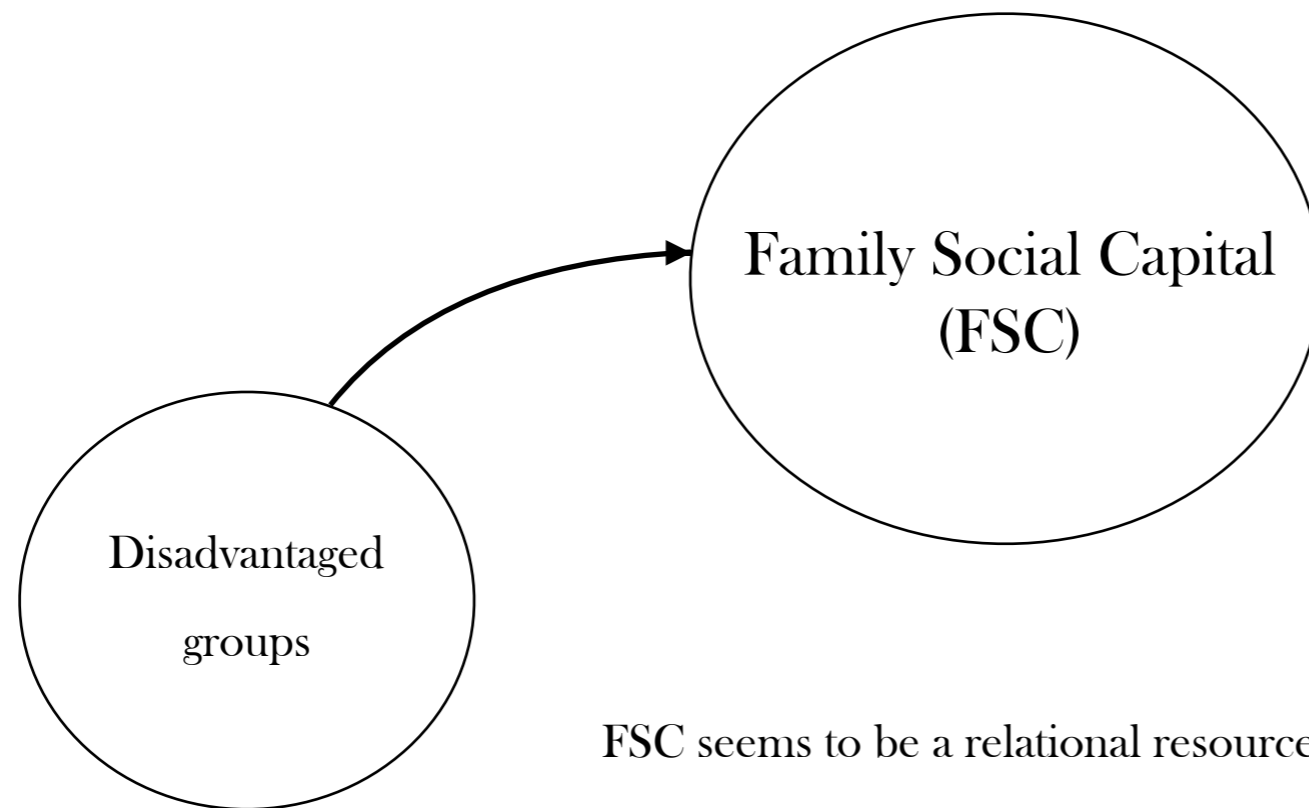 Family Social Capital
(FSC)
Disadvantaged
groups
FSC seems to be a relational resource